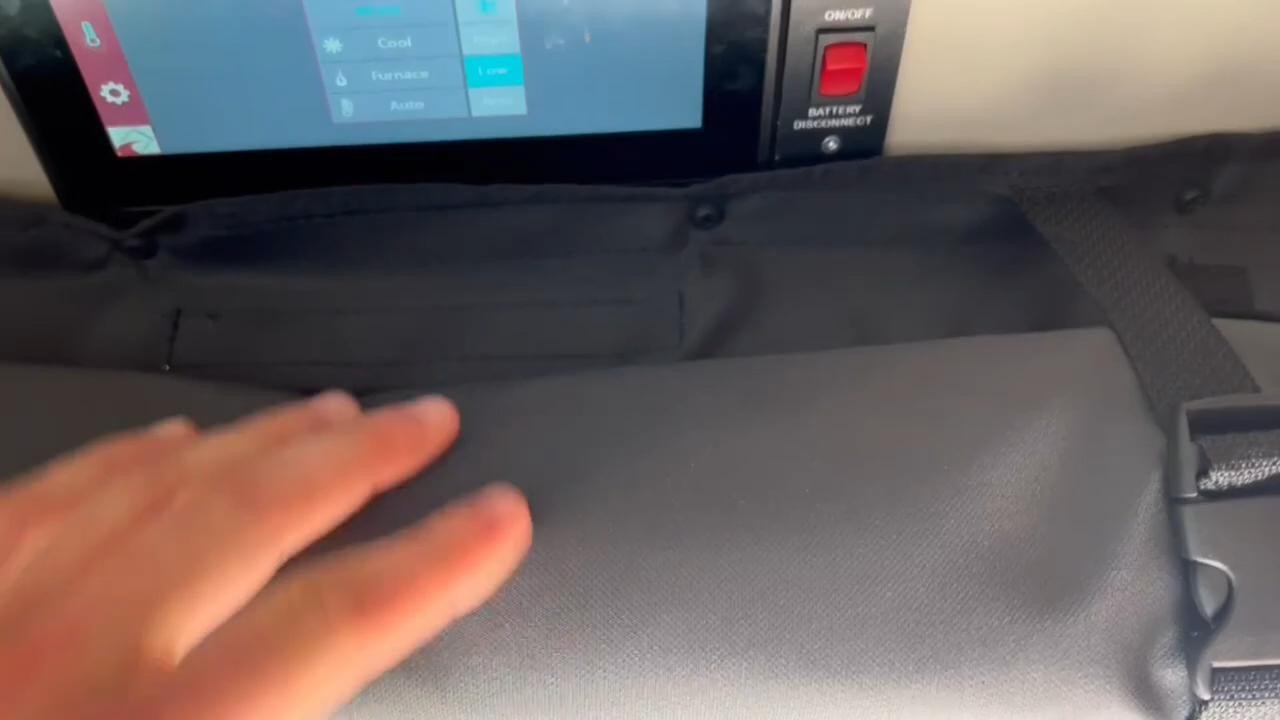 ON/OFF
Cool
Furnace
Low
Auto
BATTERY
DISCONNECT